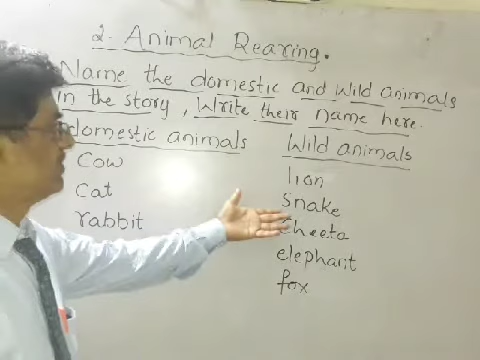 2. Animal Rearing.
Name the domestic and Wild animals
in the story, Write their name here.
domestic animals
Cow
Cat
rabbit
Wild animals
lion
Snake
Cheeta
elephant
fox